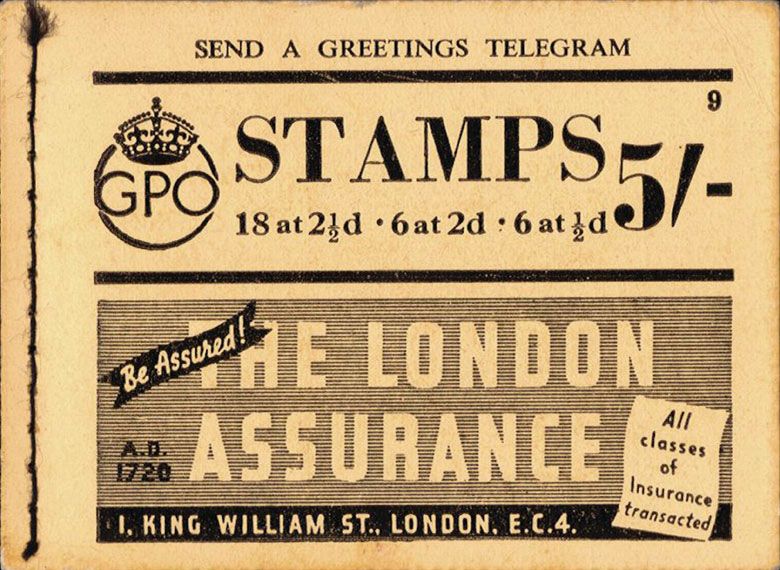 SEND A GREETINGS TELEGRAM
9
GPO
STAMPS 5/-
18 at 2½d · 6 at 2d · 6 at ½d
Be Assured!
THE LONDON
ASSURANCE
A.D.
1720
All
classes
of
Insurance
transacted
1, KING WILLIAM ST., LONDON, E.C.4.